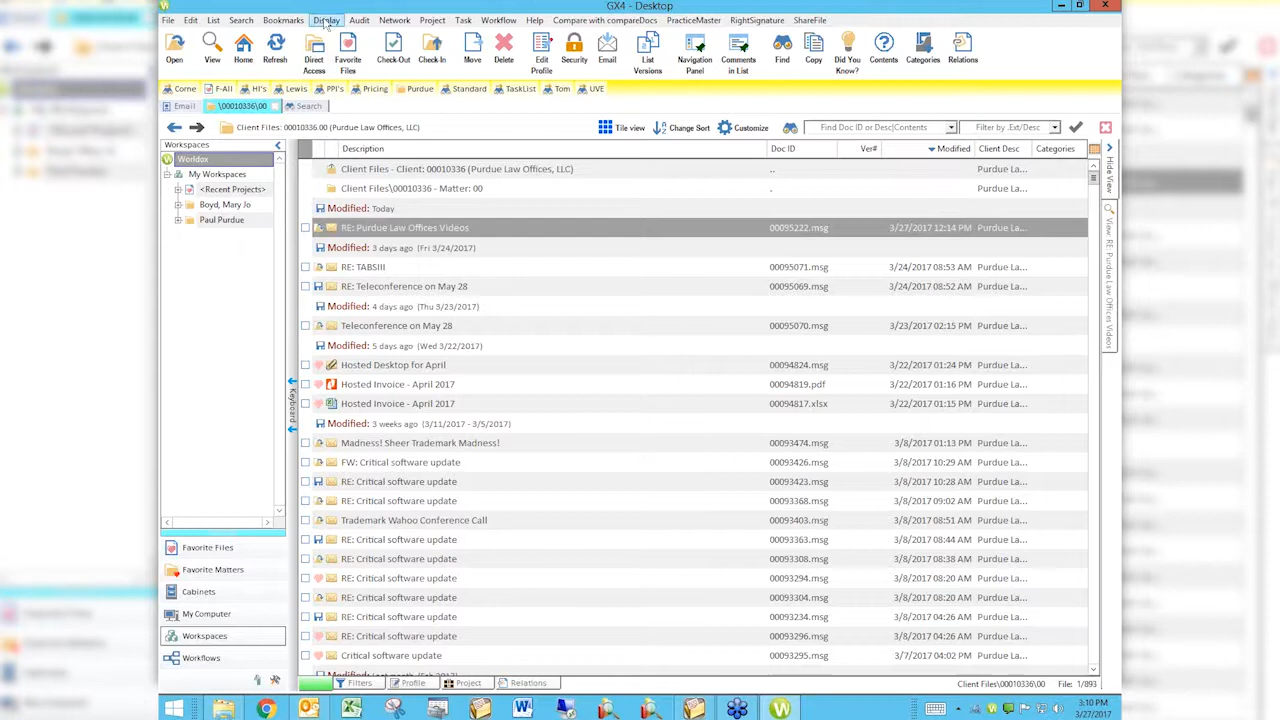 GX4 - Desktop
File Edit List Search Bookmarks Display Audit Network Project Task Workflow Help Compare with compareDocs PracticeMaster RightSignature ShareFile
Open View Home Refresh Direct Access Favorite Files Check-Out Check-In Move Delete Edit Profile Security Email List Versions Navigation Panel Comments in List Find Copy Did You Know? Contents Categories Relations
Corne F-All HI's Lewis PPI's Pricing Purdue Standard TaskList Tom UVE
Email \00010336\00 Search
Client Files: 00010336.00 (Purdue Law Offices, LLC) Tile view Change Sort Customize Find Doc ID or Desc|Contents Filter by .Ext/Desc
Workspaces
Worldox
My Workspaces
<Recent Projects>
Boyd, Mary Jo
Paul Purdue
Description Doc ID Ver# Modified Client Desc Categories
Client Files - Client: 00010336 (Purdue Law Offices, LLC) .. Purdue La...
Client Files\00010336 - Matter: 00 . Purdue La...
Modified: Today
RE: Purdue Law Offices Videos 00095222.msg 3/27/2017 12:14 PM Purdue La...
Modified: 3 days ago (Fri 3/24/2017)
RE: TABSIII 00095071.msg 3/24/2017 08:53 AM Purdue La...
RE: Teleconference on May 28 00095069.msg 3/24/2017 08:52 AM Purdue La...
Modified: 4 days ago (Thu 3/23/2017)
Teleconference on May 28 00095070.msg 3/23/2017 02:15 PM Purdue La...
Modified: 5 days ago (Wed 3/22/2017)
Hosted Desktop for April 00094824.msg 3/22/2017 01:24 PM Purdue La...
Hosted Invoice - April 2017 00094819.pdf 3/22/2017 01:16 PM Purdue La...
Hosted Invoice - April 2017 00094817.xlsx 3/22/2017 01:15 PM Purdue La...
Modified: 3 weeks ago (3/11/2017 - 3/5/2017)
Madness! Sheer Trademark Madness! 00093474.msg 3/8/2017 01:13 PM Purdue La...
FW: Critical software update 00093426.msg 3/8/2017 10:29 AM Purdue La...
RE: Critical software update 00093423.msg 3/8/2017 10:28 AM Purdue La...
RE: Critical software update 00093368.msg 3/8/2017 09:02 AM Purdue La...
Trademark Wahoo Conference Call 00093403.msg 3/8/2017 08:51 AM Purdue La...
RE: Critical software update 00093363.msg 3/8/2017 08:44 AM Purdue La...
RE: Critical software update 00093308.msg 3/8/2017 08:38 AM Purdue La...
RE: Critical software update 00093294.msg 3/8/2017 08:20 AM Purdue La...
RE: Critical software update 00093304.msg 3/8/2017 08:20 AM Purdue La...
RE: Critical software update 00093234.msg 3/8/2017 04:26 AM Purdue La...
RE: Critical software update 00093296.msg 3/8/2017 04:26 AM Purdue La...
Critical software update 00093295.msg 3/7/2017 04:02 PM Purdue La...
Keyboard
Hide View
View: RE: Purdue Law Offices Videos
Favorite Files
Favorite Matters
Cabinets
My Computer
Workspaces
Workflows
Filters Profile Project Relations Client Files\00010336\00 File: 1/893
3:10 PM
3/27/2017